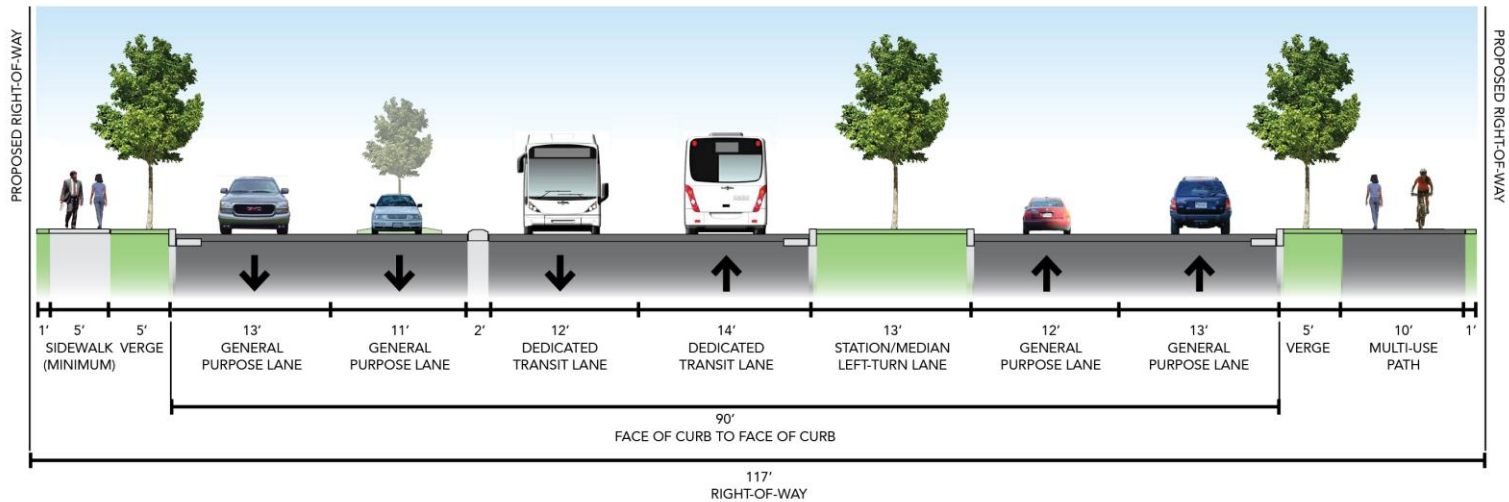 PROPOSED RIGHT-OF-WAY
PROPOSED RIGHT-OF-WAY
1'
5'
SIDEWALK
(MINIMUM)
5'
VERGE
13'
GENERAL
PURPOSE LANE
11'
GENERAL
PURPOSE LANE
2'
12'
DEDICATED
TRANSIT LANE
14'
DEDICATED
TRANSIT LANE
13'
STATION/MEDIAN
LEFT-TURN LANE
12'
GENERAL
PURPOSE LANE
13'
GENERAL
PURPOSE LANE
5'
VERGE
10'
MULTI-USE
PATH
1'
90'
FACE OF CURB TO FACE OF CURB
117'
RIGHT-OF-WAY